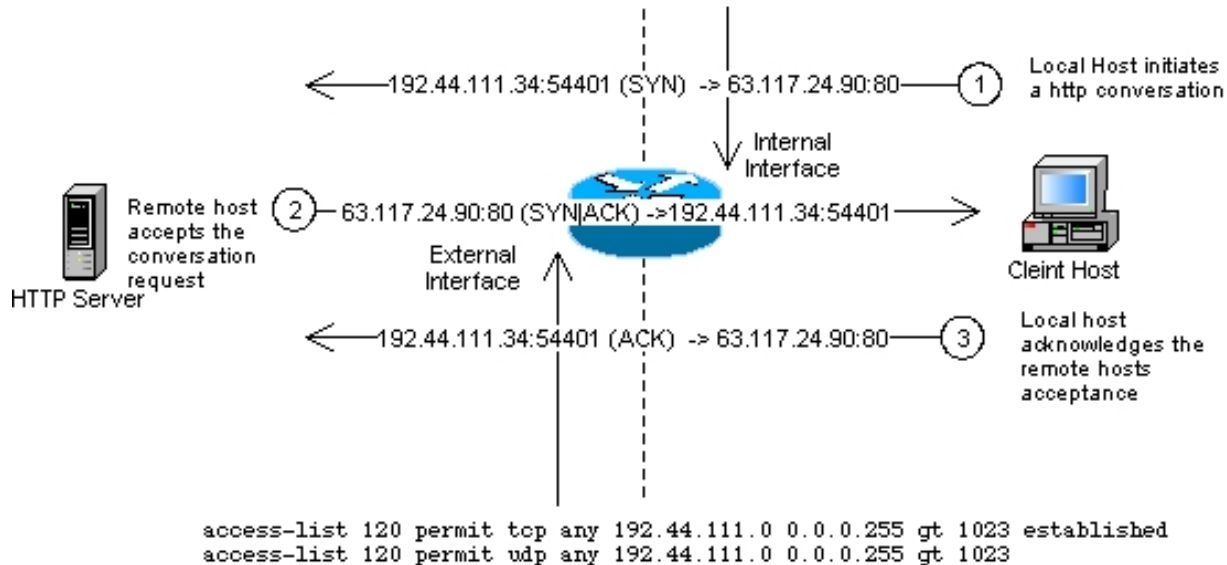 192.44.111.34:54401 (SYN) -> 63.117.24.90:80
1
Local Host initiates
a http conversation
Internal
Interface
Remote host
accepts the
conversation
request
2
63.117.24.90:80 (SYN|ACK) ->192.44.111.34:54401
HTTP Server
External
Interface
Cleint Host
192.44.111.34:54401 (ACK) -> 63.117.24.90:80
3
Local host
acknowledges the
remote hosts
acceptance
access-list 120 permit tcp any 192.44.111.0 0.0.0.255 gt 1023 established
access-list 120 permit udp any 192.44.111.0 0.0.0.255 gt 1023